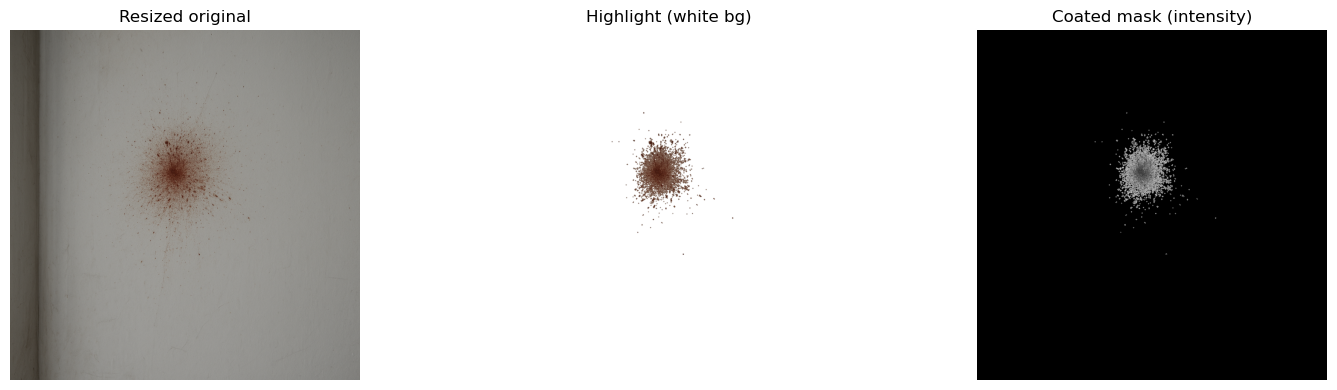 Resized original
Highlight (white bg)
Coated mask (intensity)